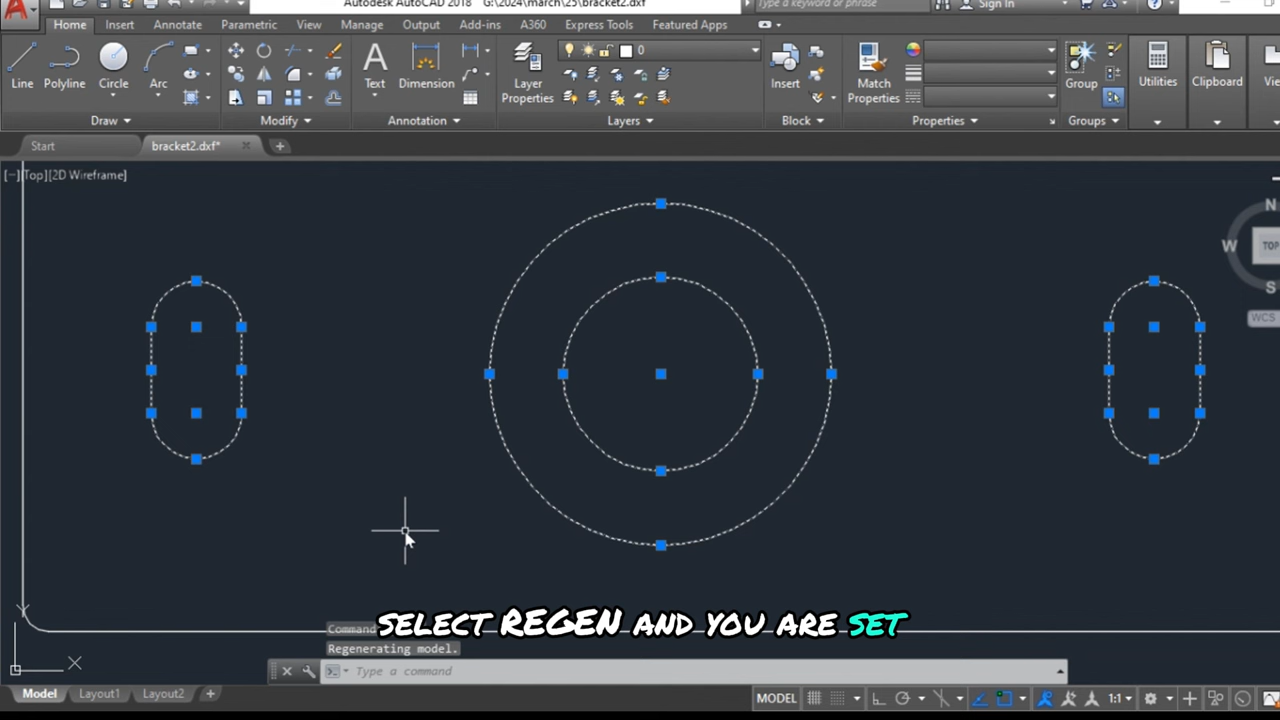 Autodesk AutoCAD 2018 G:\2024\march\25\bracket2.dxf
Type a keyword or phrase
Sign In
Home Insert Annotate Parametric View Manage Output Add-ins A360 Express Tools Featured Apps
Line Polyline Circle Arc
Text Dimension
Layer Properties
0
Insert
Match Properties
Group
Utilities
Clipboard
Draw Modify Annotation Layers Block Properties Groups
Start bracket2.dxf*
[−][Top][2D Wireframe]
N
W TOP
S
WCS
Y
X
SELECT REGEN AND YOU ARE SET
Command
Regenerating model.
Type a command
Model Layout1 Layout2 +
MODEL 1:1